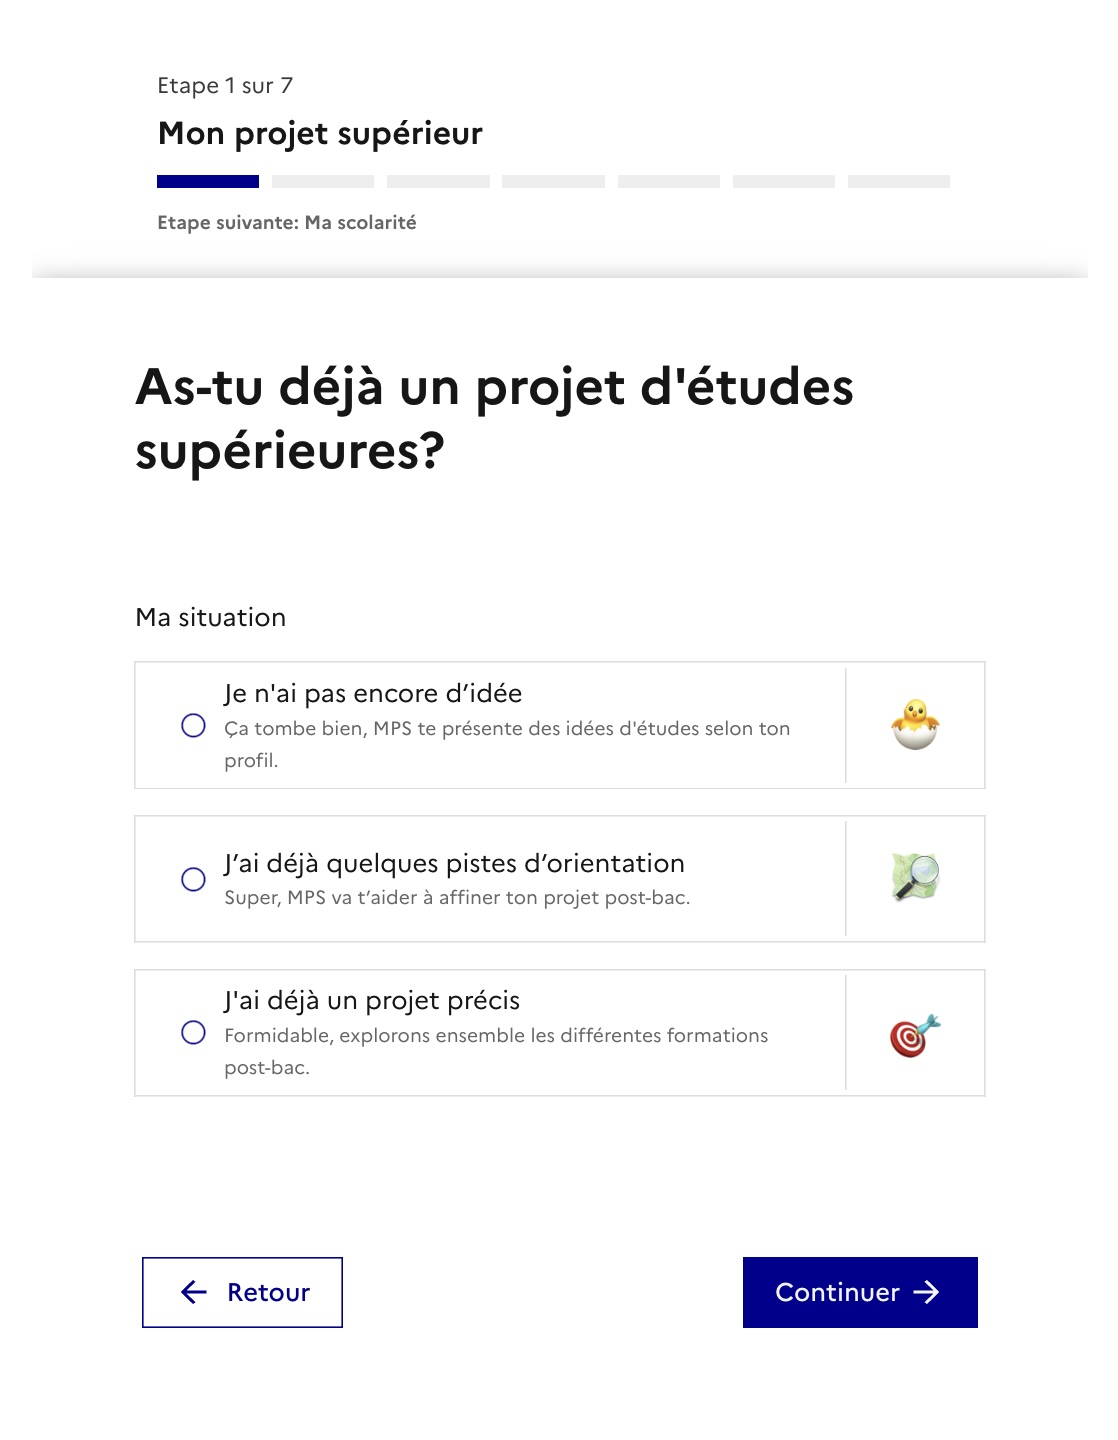 Etape 1 sur 7
Mon projet supérieur
Etape suivante: Ma scolarité
As-tu déjà un projet d'études
supérieures?
Ma situation
Je n'ai pas encore d’idée
Ça tombe bien, MPS te présente des idées d'études selon ton
profil.
J’ai déjà quelques pistes d’orientation
Super, MPS va t’aider à affiner ton projet post-bac.
J'ai déjà un projet précis
Formidable, explorons ensemble les différentes formations
post-bac.
Retour
Continuer